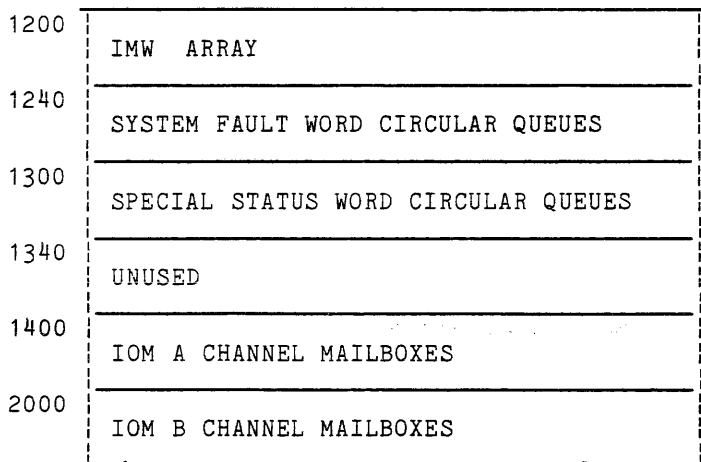 1200
IMW ARRAY
1240
SYSTEM FAULT WORD CIRCULAR QUEUES
1300
SPECIAL STATUS WORD CIRCULAR QUEUES
1340
UNUSED
1400
IOM A CHANNEL MAILBOXES
2000
IOM B CHANNEL MAILBOXES